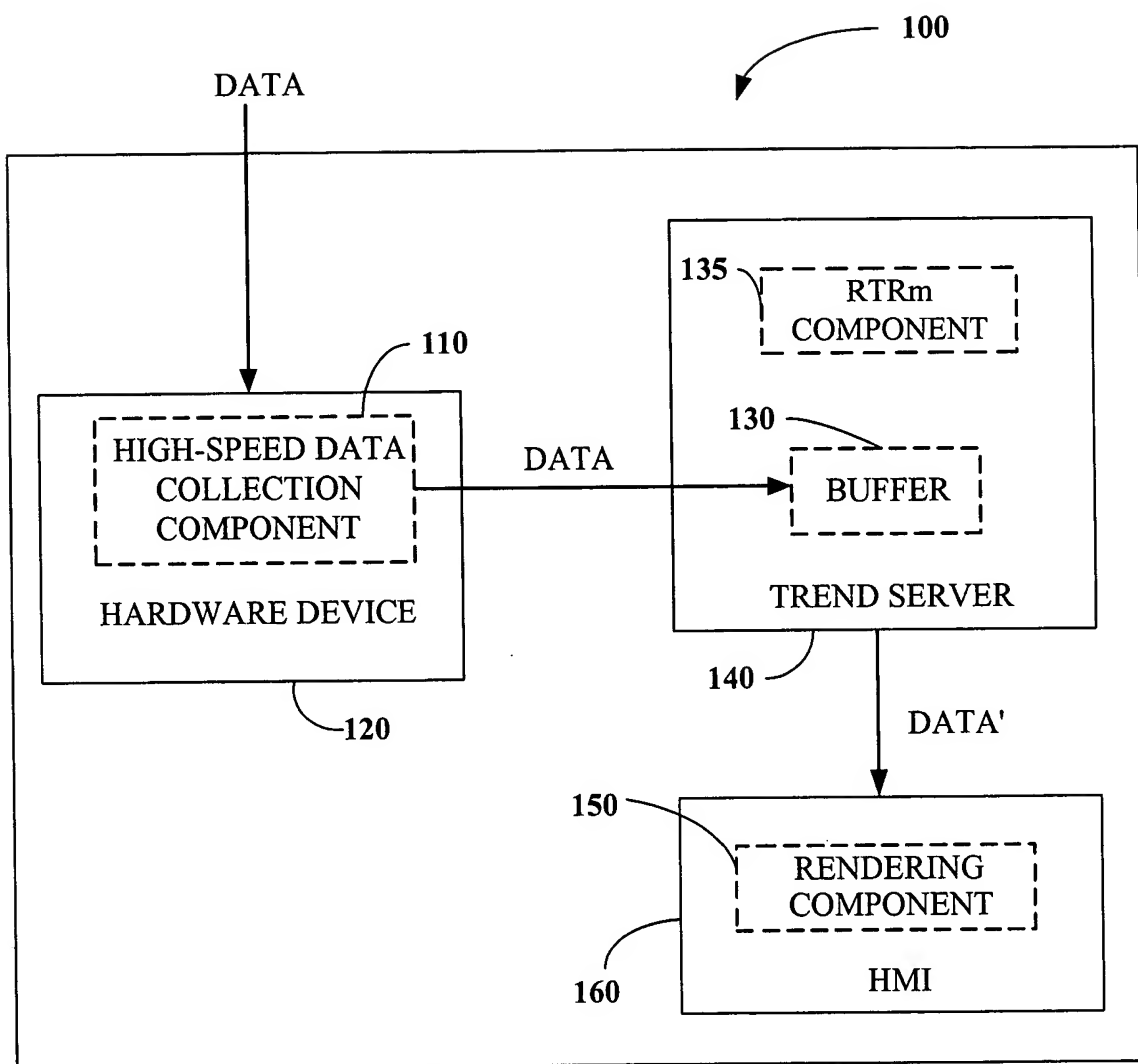 100
DATA
135
RTRm
COMPONENT
110
HIGH-SPEED DATA
COLLECTION
COMPONENT
DATA
130
BUFFER
HARDWARE DEVICE
TREND SERVER
120
140
DATA'
150
RENDERING
COMPONENT
160
HMI